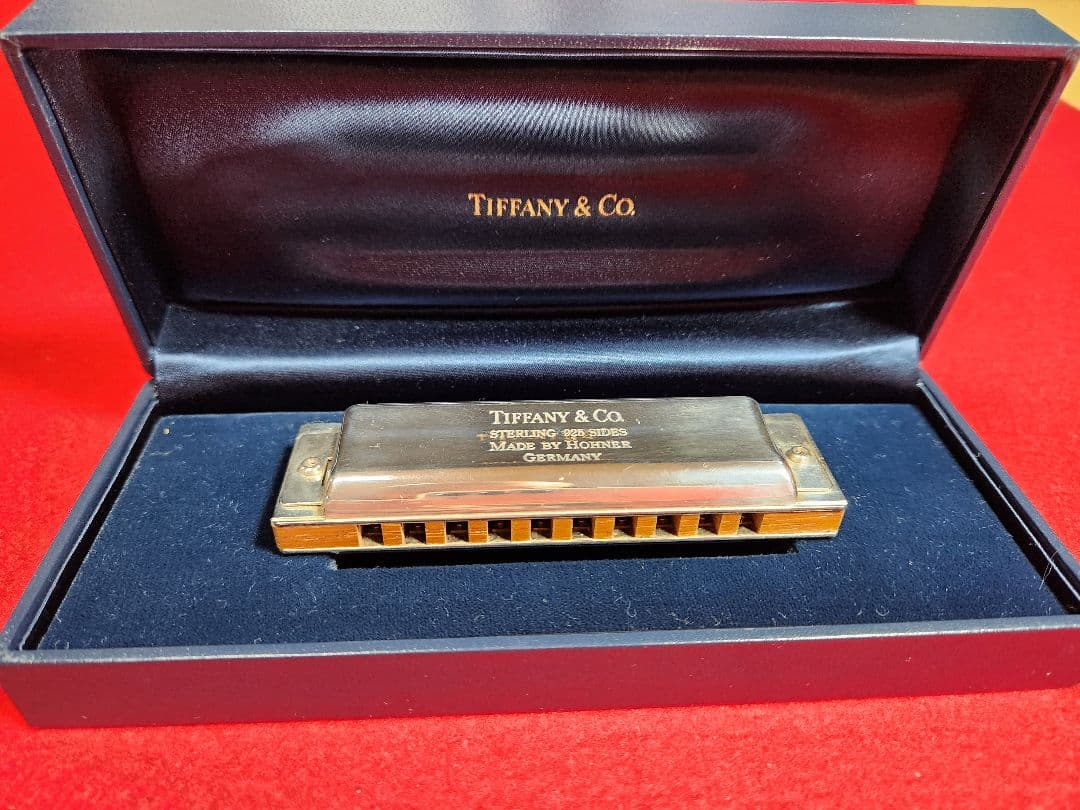 TIFFANY & CO.
TIFFANY & CO.
STERLING 925 SIDES
MADE BY HOHNER
GERMANY